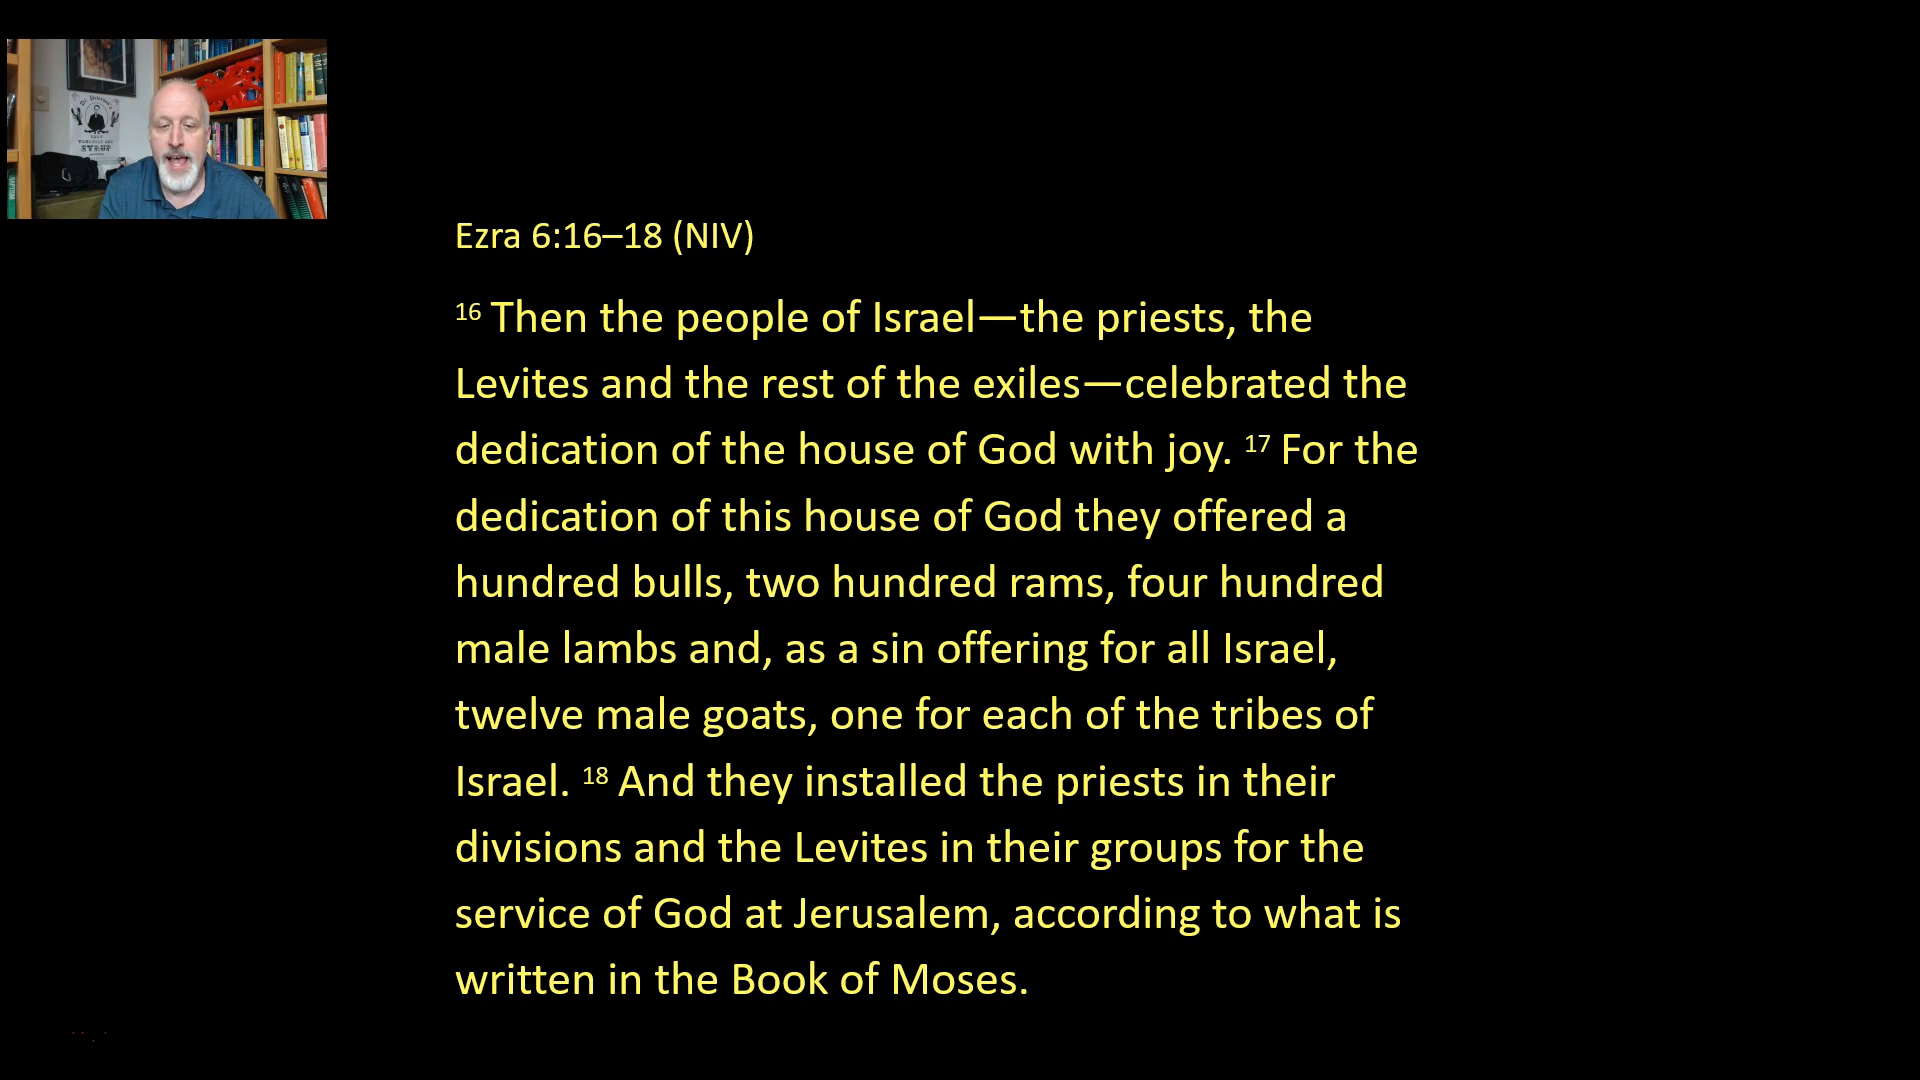 Ezra 6:16–18 (NIV)
16 Then the people of Israel—the priests, the
Levites and the rest of the exiles—celebrated the
dedication of the house of God with joy. 17 For the
dedication of this house of God they offered a
hundred bulls, two hundred rams, four hundred
male lambs and, as a sin offering for all Israel,
twelve male goats, one for each of the tribes of
Israel. 18 And they installed the priests in their
divisions and the Levites in their groups for the
service of God at Jerusalem, according to what is
written in the Book of Moses.
SYRUP